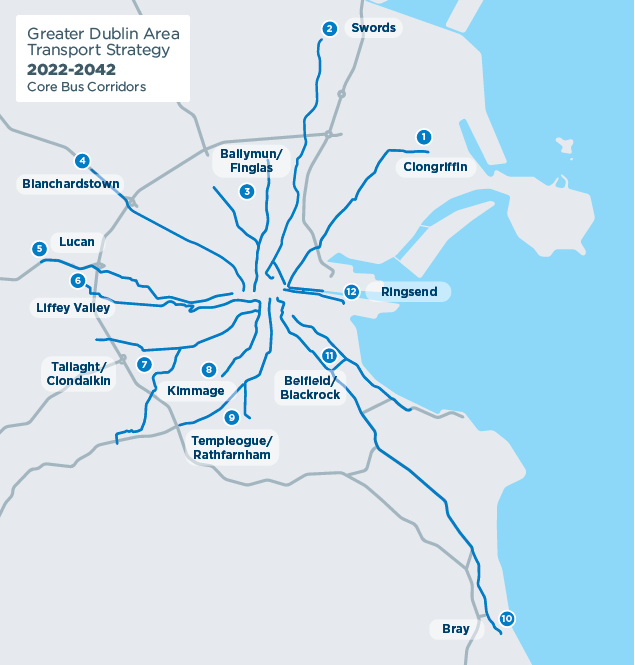 Greater Dublin Area
Transport Strategy
2022-2042
Core Bus Corridors
2
Swords
1
Clongriffin
4
Blanchardstown
Ballymun/
Finglas
3
5
Lucan
6
Liffey Valley
12
Ringsend
7
Tallaght/
Clondalkin
8
Kimmage
9
Templeogue/
Rathfarnham
11
Belfield/
Blackrock
10
Bray